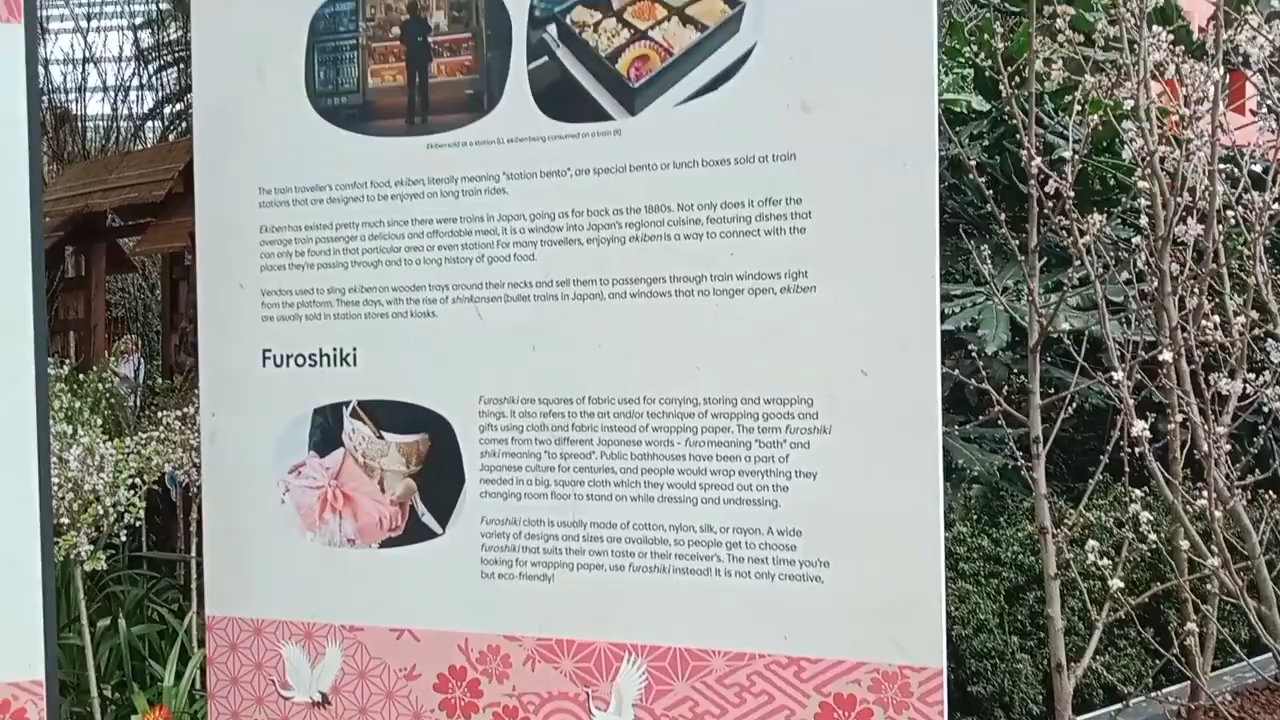 Ekiben sold at a station (L), ekiben being consumed on a train (R)
The train traveller's comfort food, ekiben, literally meaning "station bento", are special bento or lunch boxes sold at train
stations that are designed to be enjoyed on long train rides.
Ekiben has existed pretty much since there were trains in Japan, going as far back as the 1880s. Not only does it offer the
average train passenger a delicious and affordable meal, it is a window into Japan's regional cuisine, featuring dishes that
can only be found in that particular area or even station! For many travellers, enjoying ekiben is a way to connect with the
places they're passing through and to a long history of good food.
Vendors used to sling ekiben on wooden trays around their necks and sell them to passengers through train windows right
from the platform. These days, with the rise of shinkansen (bullet trains in Japan), and windows that no longer open, ekiben
are usually sold in station stores and kiosks.
Furoshiki
Furoshiki are squares of fabric used for carrying, storing and wrapping
things. It also refers to the art and/or technique of wrapping goods and
gifts using cloth and fabric instead of wrapping paper. The term furoshiki
comes from two different Japanese words - furo meaning "bath" and
shiki meaning "to spread". Public bathhouses have been a part of
Japanese culture for centuries, and people would wrap everything they
needed in a big, square cloth which they would spread out on the
changing room floor to stand on while dressing and undressing.
Furoshiki cloth is usually made of cotton, nylon, silk, or rayon. A wide
variety of designs and sizes are available, so people get to choose
furoshiki that suits their own taste or their receiver's. The next time you're
looking for wrapping paper, use furoshiki instead! It is not only creative,
but eco-friendly!